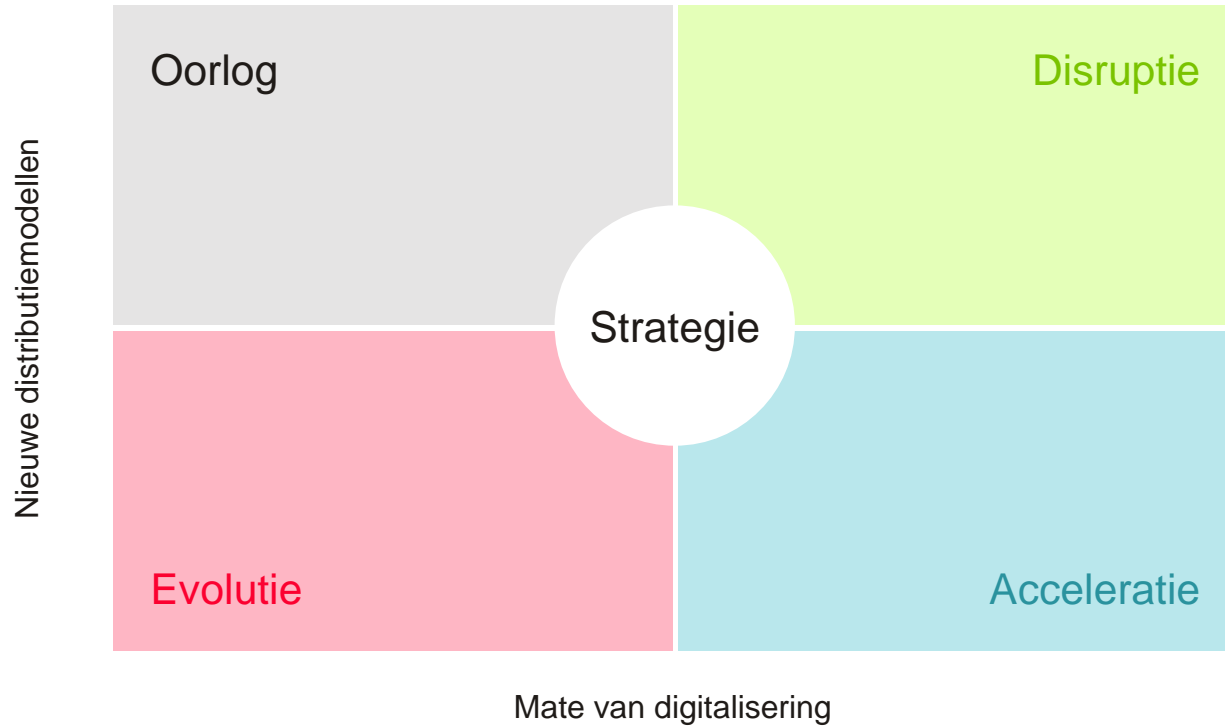 Oorlog
Disruptie
Nieuwe distributiemodellen
Strategie
Evolutie
Acceleratie
Mate van digitalisering